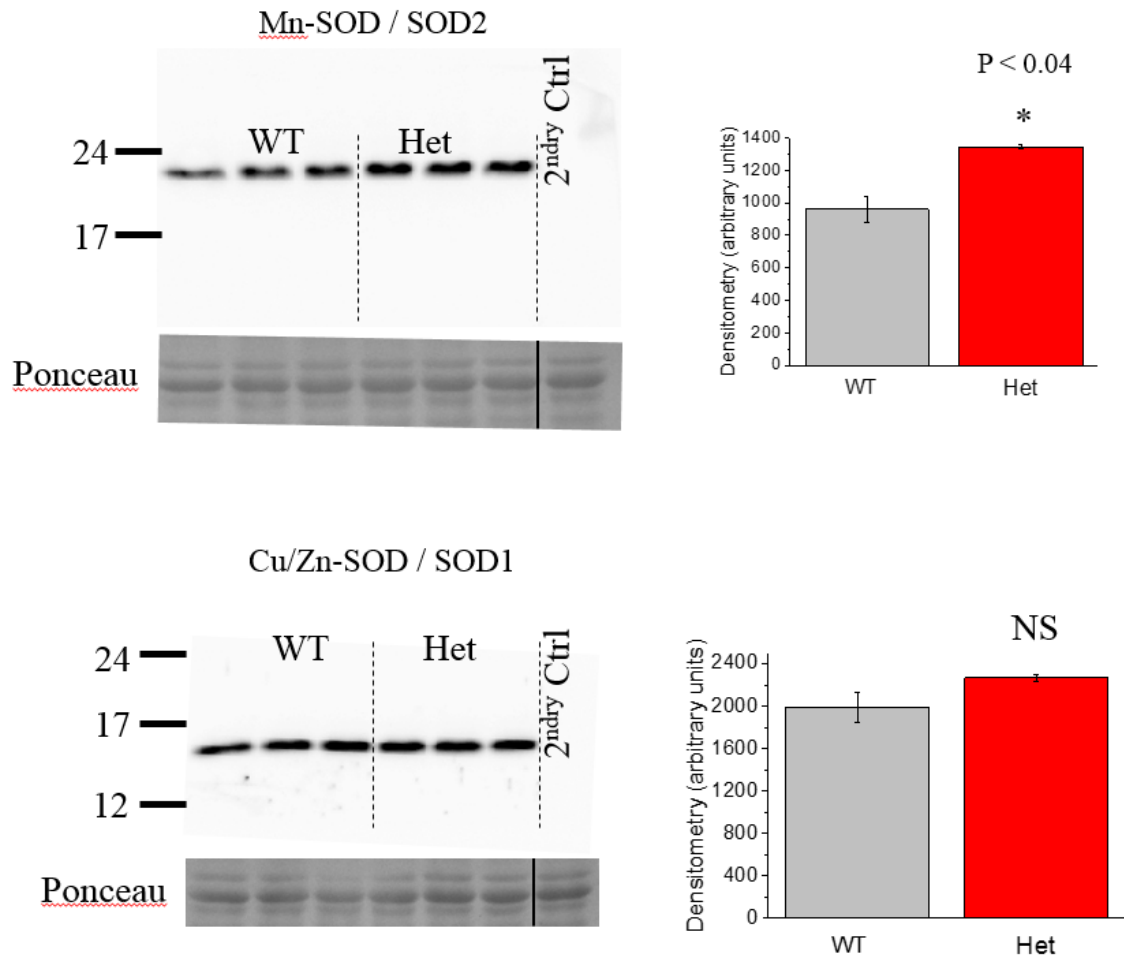 Mn-SOD / SOD2
WT
Het
2ndry Ctrl
24
17
Ponceau
P < 0.04
*
Densitometry (arbitrary units)
1400
1200
1000
800
600
400
200
0
WT
Het
Cu/Zn-SOD / SOD1
WT
Het
2ndry Ctrl
24
17
12
Ponceau
NS
Densitometry (arbitrary units)
2400
2000
1600
1200
800
400
0
WT
Het